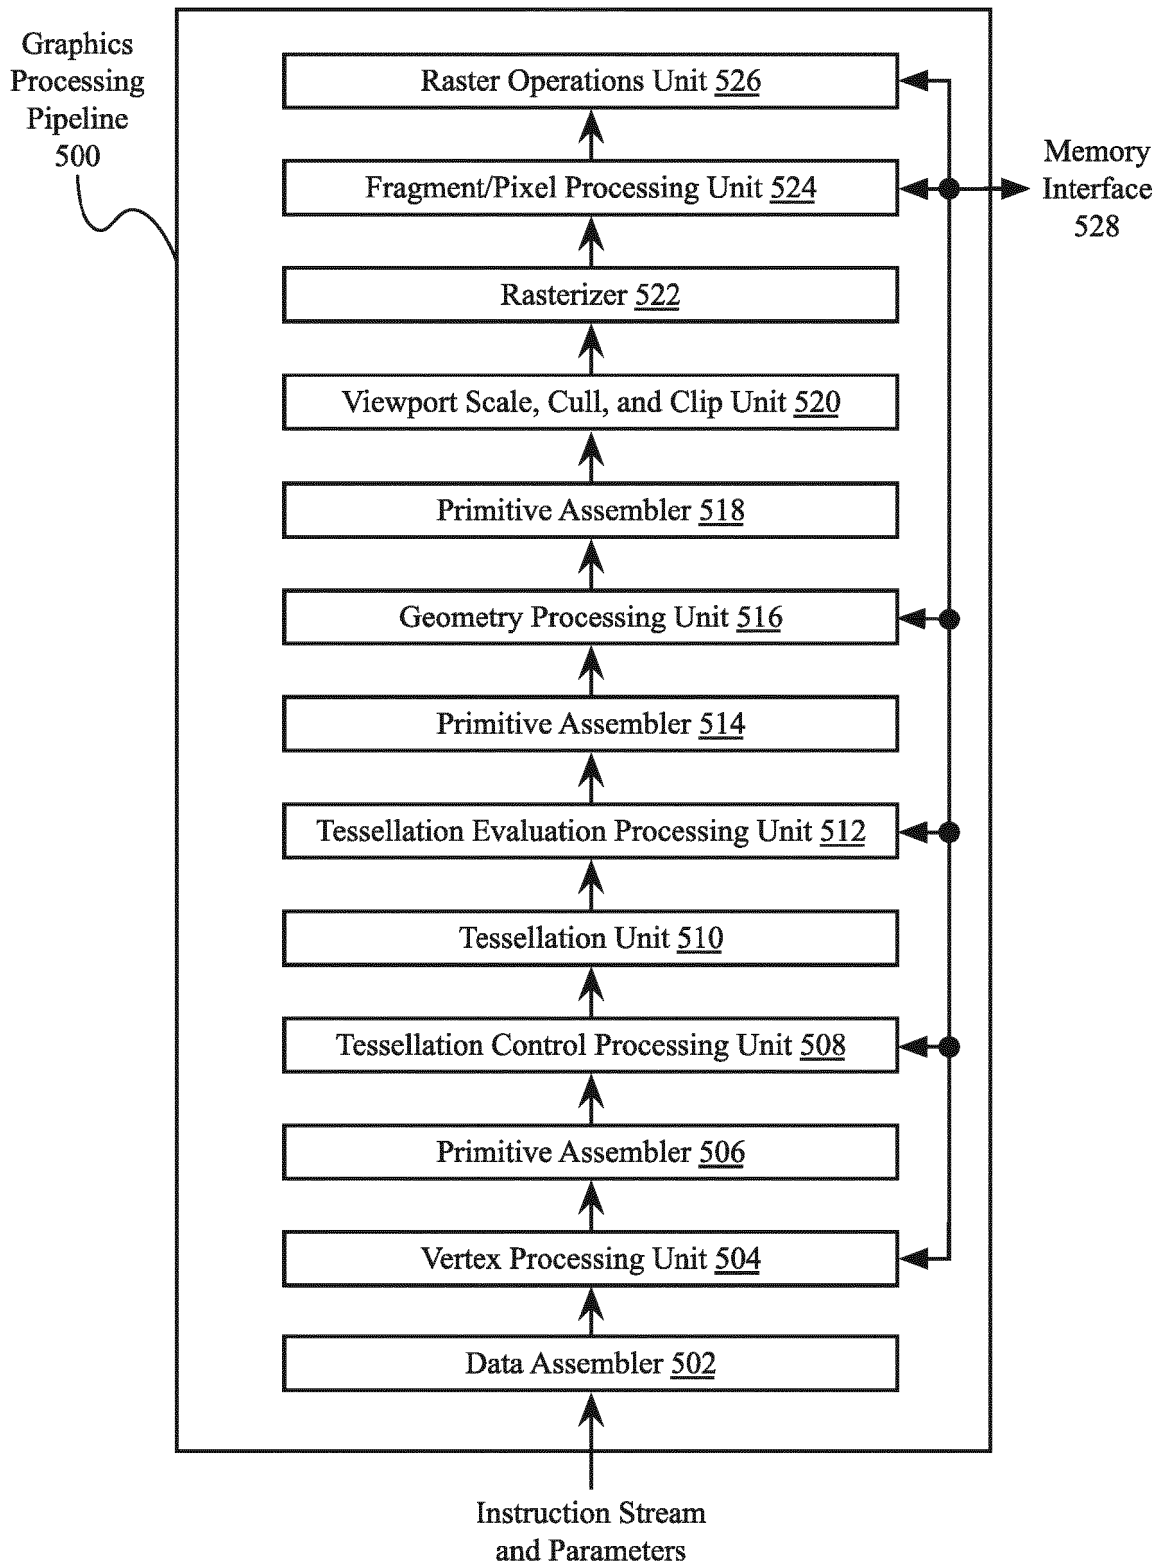 Graphics
Processing
Pipeline
500
Raster Operations Unit 526
Fragment/Pixel Processing Unit 524
Memory
Interface
528
Rasterizer 522
Viewport Scale, Cull, and Clip Unit 520
Primitive Assembler 518
Geometry Processing Unit 516
Primitive Assembler 514
Tessellation Evaluation Processing Unit 512
Tessellation Unit 510
Tessellation Control Processing Unit 508
Primitive Assembler 506
Vertex Processing Unit 504
Data Assembler 502
Instruction Stream
and Parameters